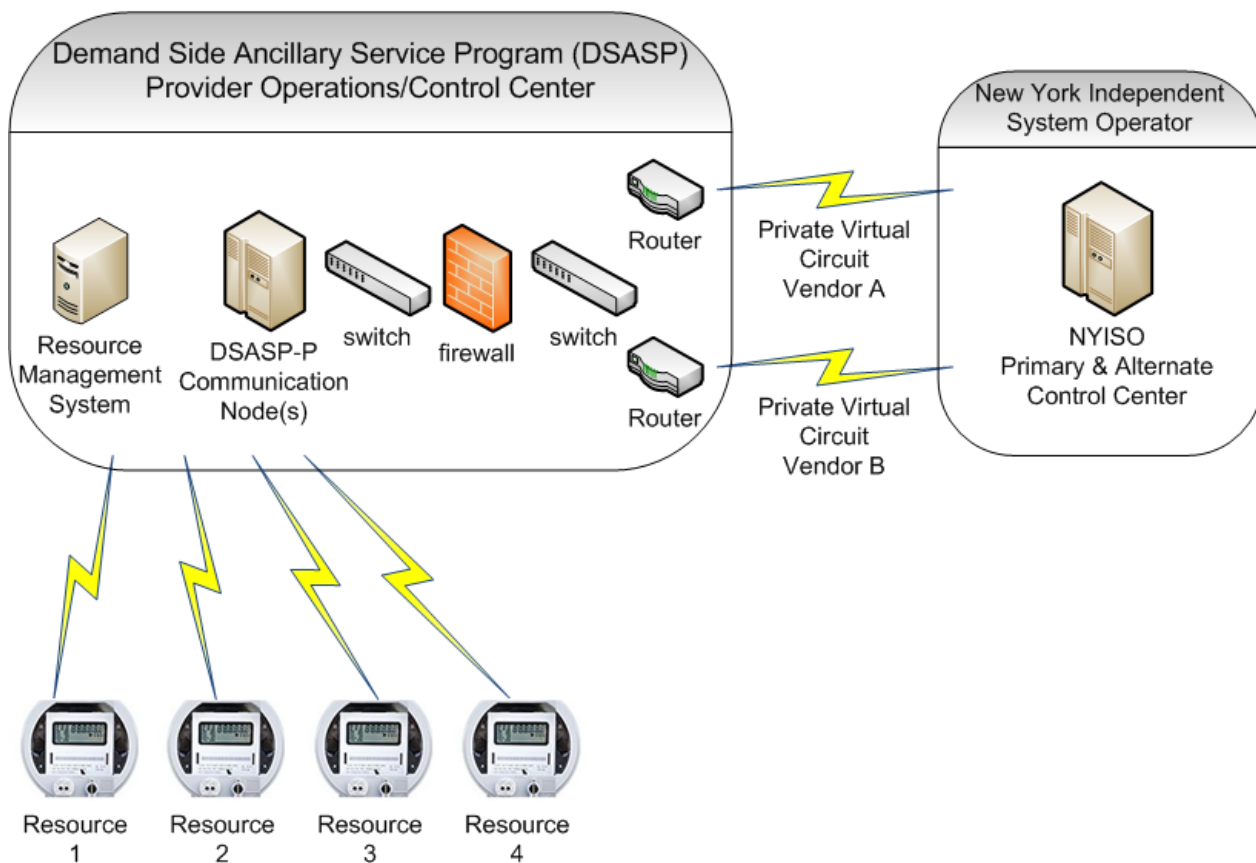 Demand Side Ancillary Service Program (DSASP)
Provider Operations/Control Center
New York Independent
System Operator
Router
Private Virtual
Circuit
Vendor A
Resource
Management
System
DSASP-P
Communication
Node(s)
switch
firewall
switch
Router
Private Virtual
Circuit
Vendor B
NYISO
Primary & Alternate
Control Center
Resource
1
Resource
2
Resource
3
Resource
4